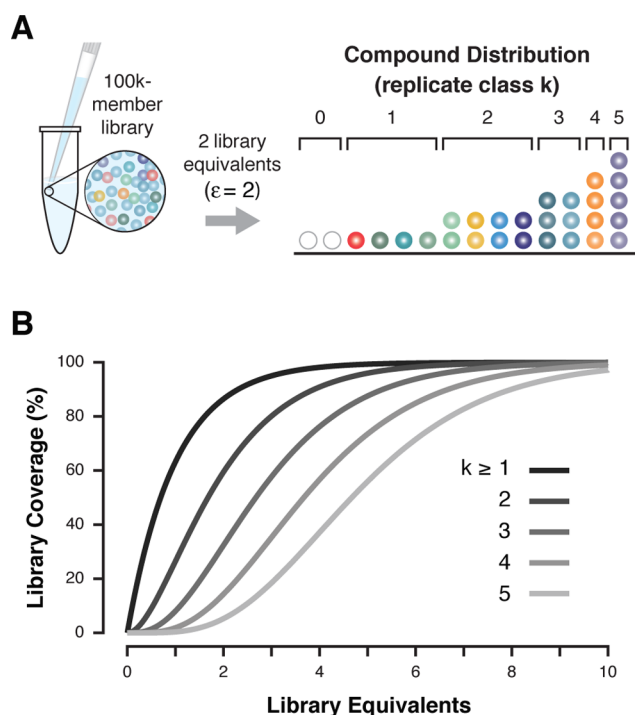 A
100k-
member
library
2 library
equivalents
(ε= 2)
Compound Distribution
(replicate class k)
0 1 2 3 4 5
B
Library Coverage (%)
100
80
60
40
20
0
k ≥ 1
2
3
4
5
0 2 4 6 8 10
Library Equivalents